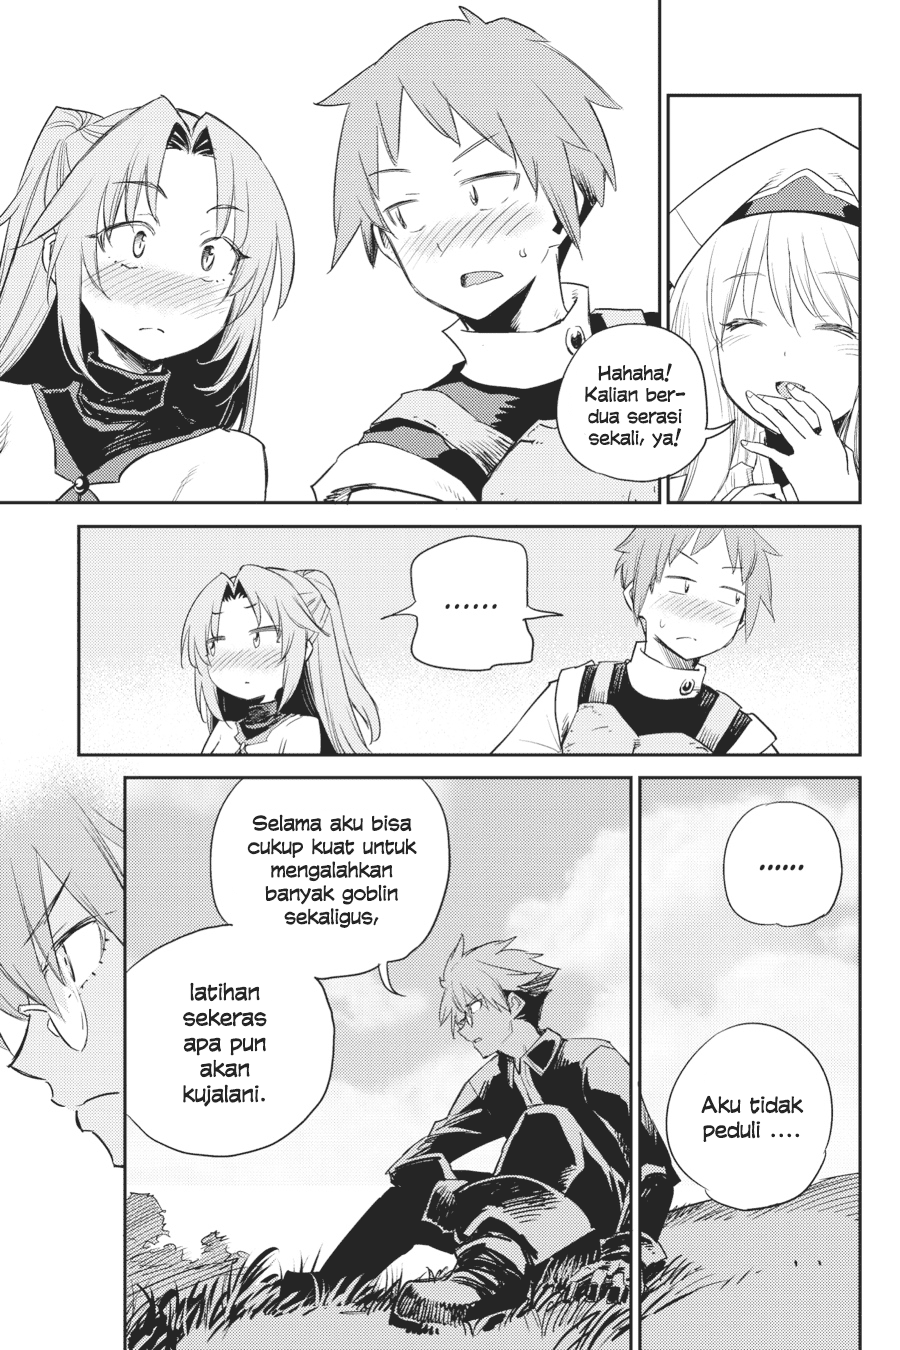 Hahaha!
Kalian ber-
dua serasi
sekali, ya!
......
......
Aku tidak
peduli ....
Selama aku bisa
cukup kuat untuk
mengalahkan
banyak goblin
sekaligus,
latihan
sekeras
apa pun
akan
kujalani.